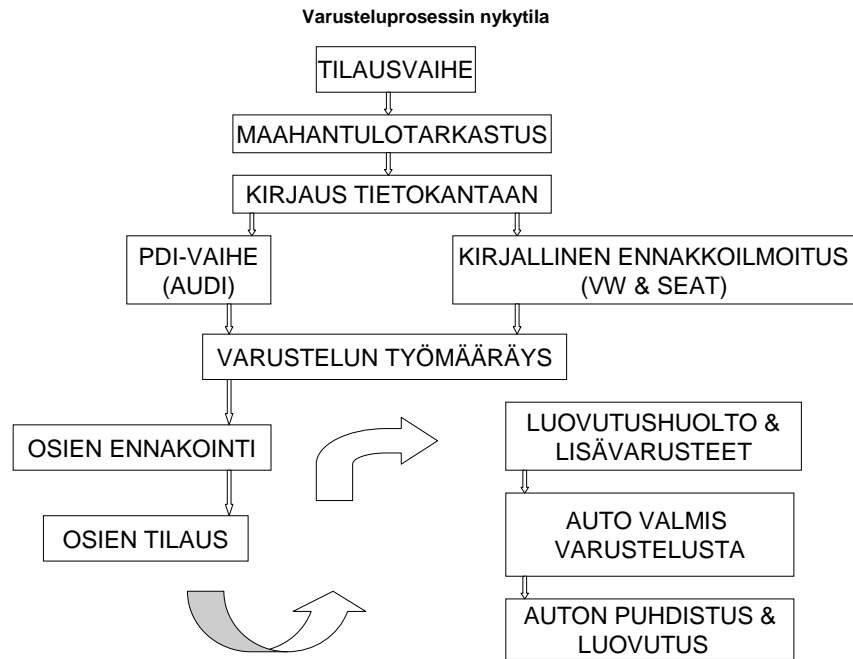 Varusteluprosessin nykytila
TILAUSVAIHE
MAAHANTULOTARKASTUS
KIRJAUS TIETOKANTAAN
PDI-VAIHE
(AUDI)
KIRJALLINEN ENNAKKOILMOITUS
(VW & SEAT)
VARUSTELUN TYÖMÄÄRÄYS
OSIEN ENNAKOINTI
OSIEN TILAUS
LUOVUTUSHUOLTO &
LISÄVARUSTEET
AUTO VALMIS
VARUSTELUSTA
AUTON PUHDISTUS &
LUOVUTUS